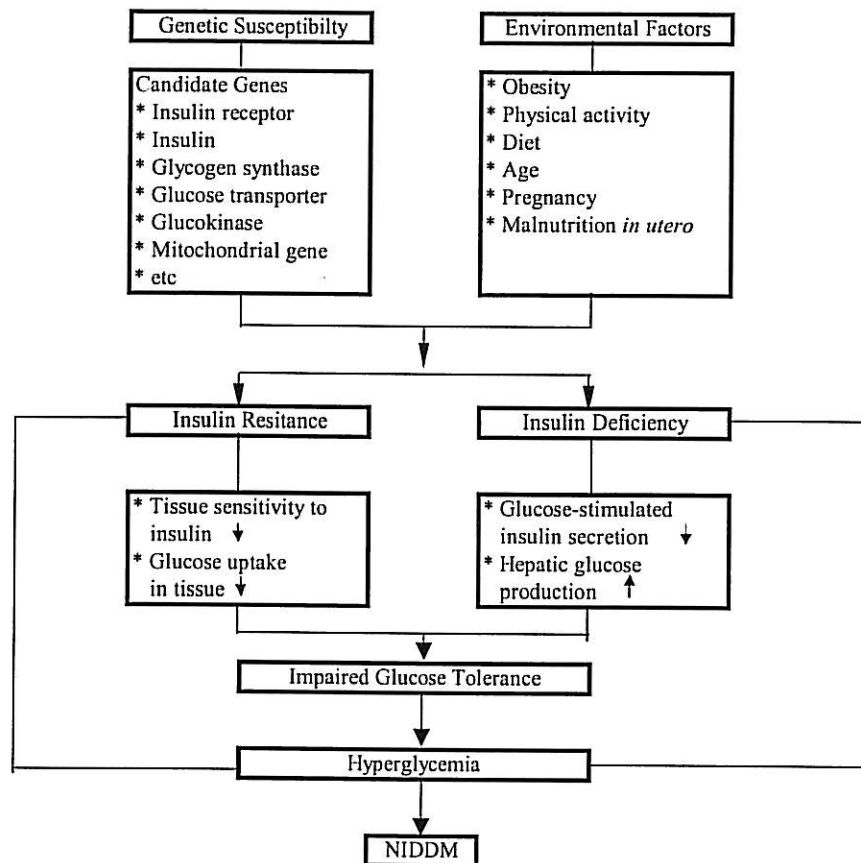 Genetic Susceptibilty
Candidate Genes
* Insulin receptor
* Insulin
* Glycogen synthase
* Glucose transporter
* Glucokinase
* Mitochondrial gene
* etc
Environmental Factors
* Obesity
* Physical activity
* Diet
* Age
* Pregnancy
* Malnutrition in utero
Insulin Resitance
Insulin Deficiency
* Tissue sensitivity to
insulin ↓
* Glucose uptake
in tissue ↓
* Glucose-stimulated
insulin secretion ↓
* Hepatic glucose
production ↑
Impaired Glucose Tolerance
Hyperglycemia
NIDDM